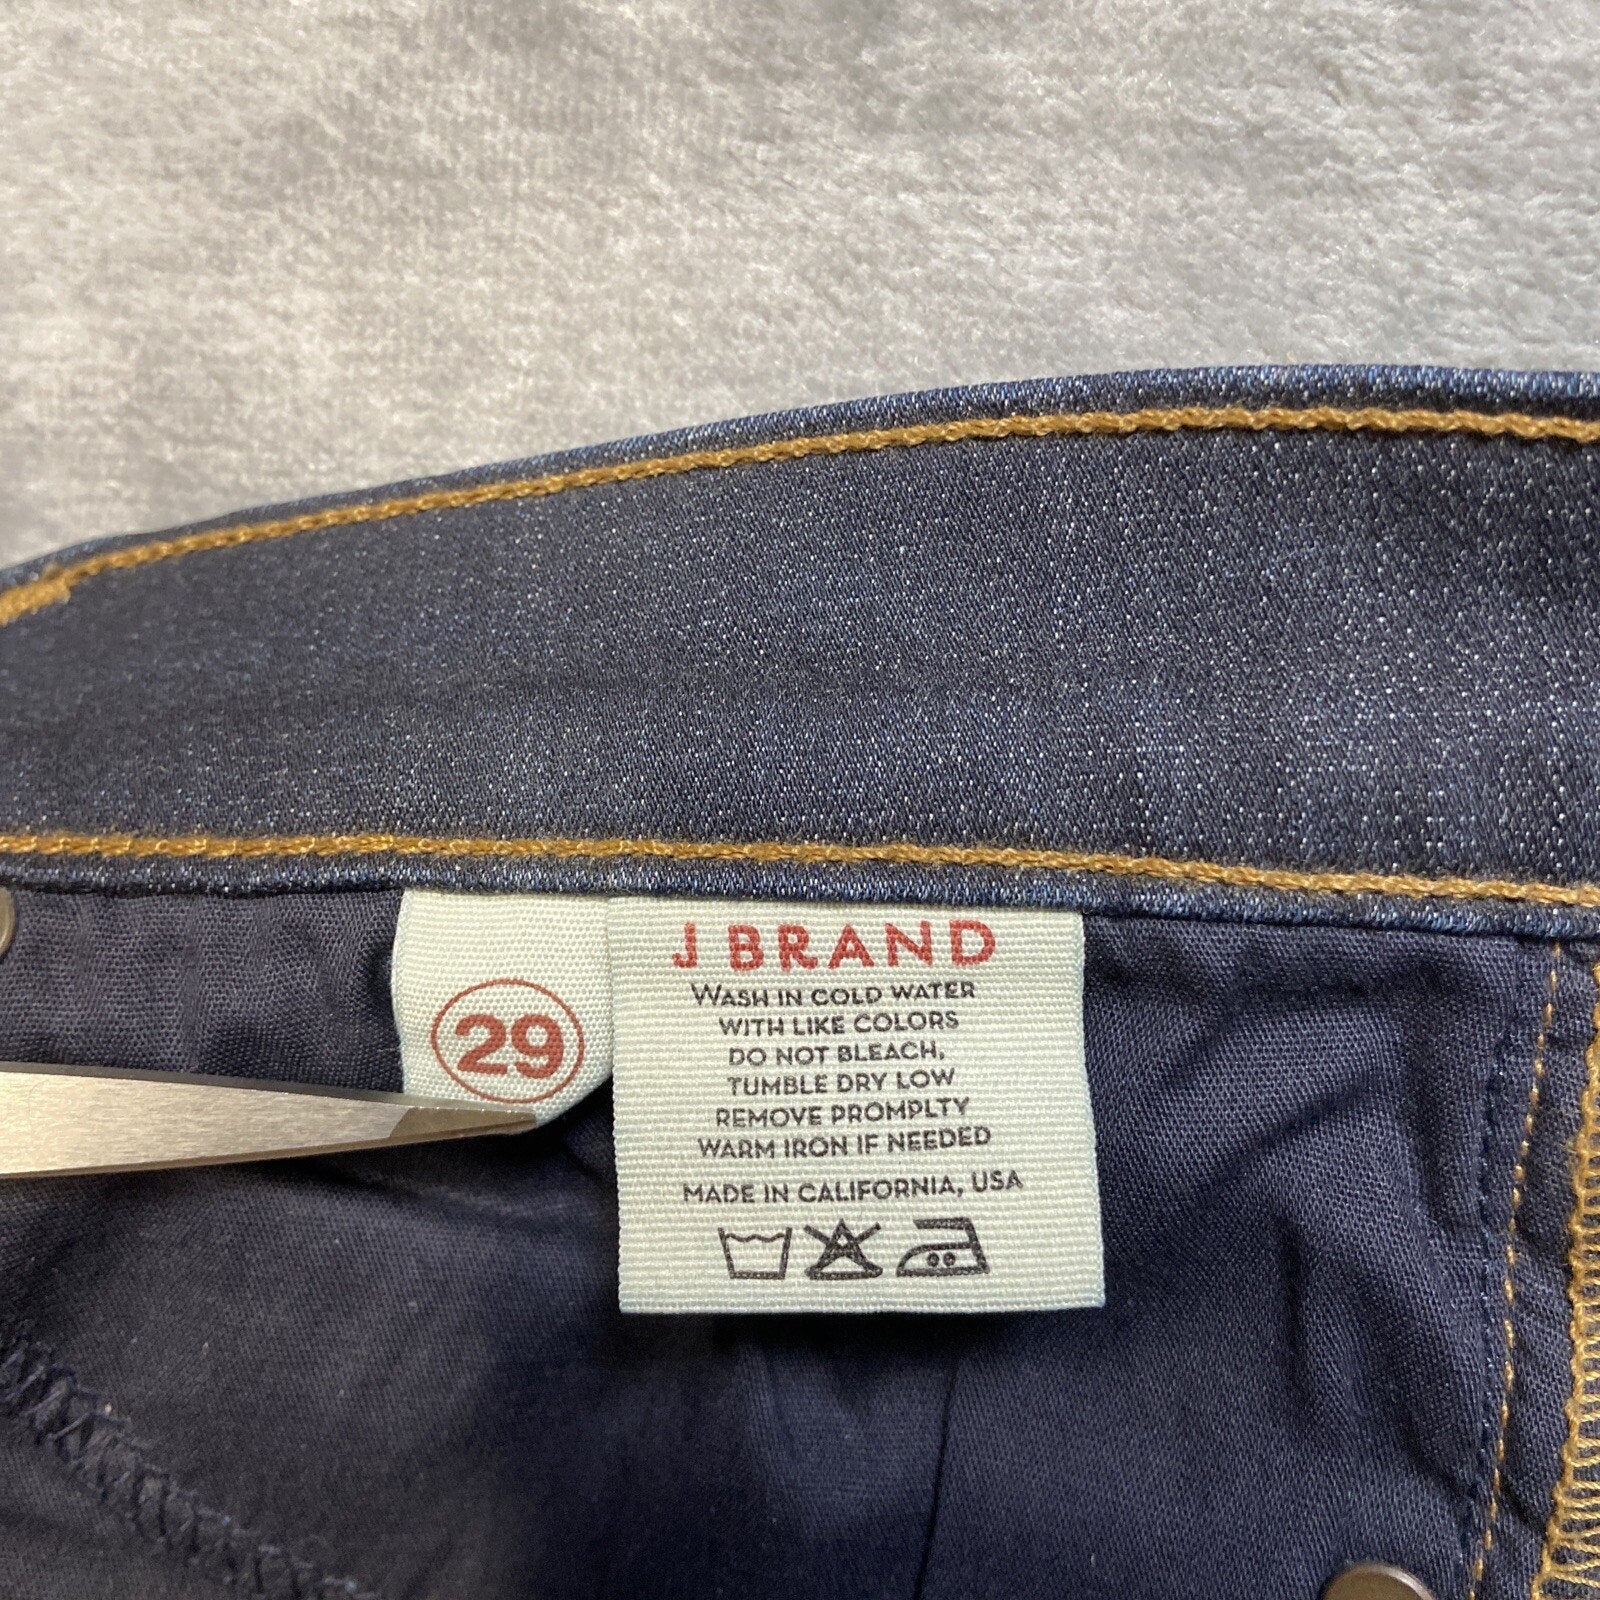 29
J BRAND
WASH IN COLD WATER
WITH LIKE COLORS
DO NOT BLEACH,
TUMBLE DRY LOW
REMOVE PROMPLTY
WARM IRON IF NEEDED
MADE IN CALIFORNIA, USA